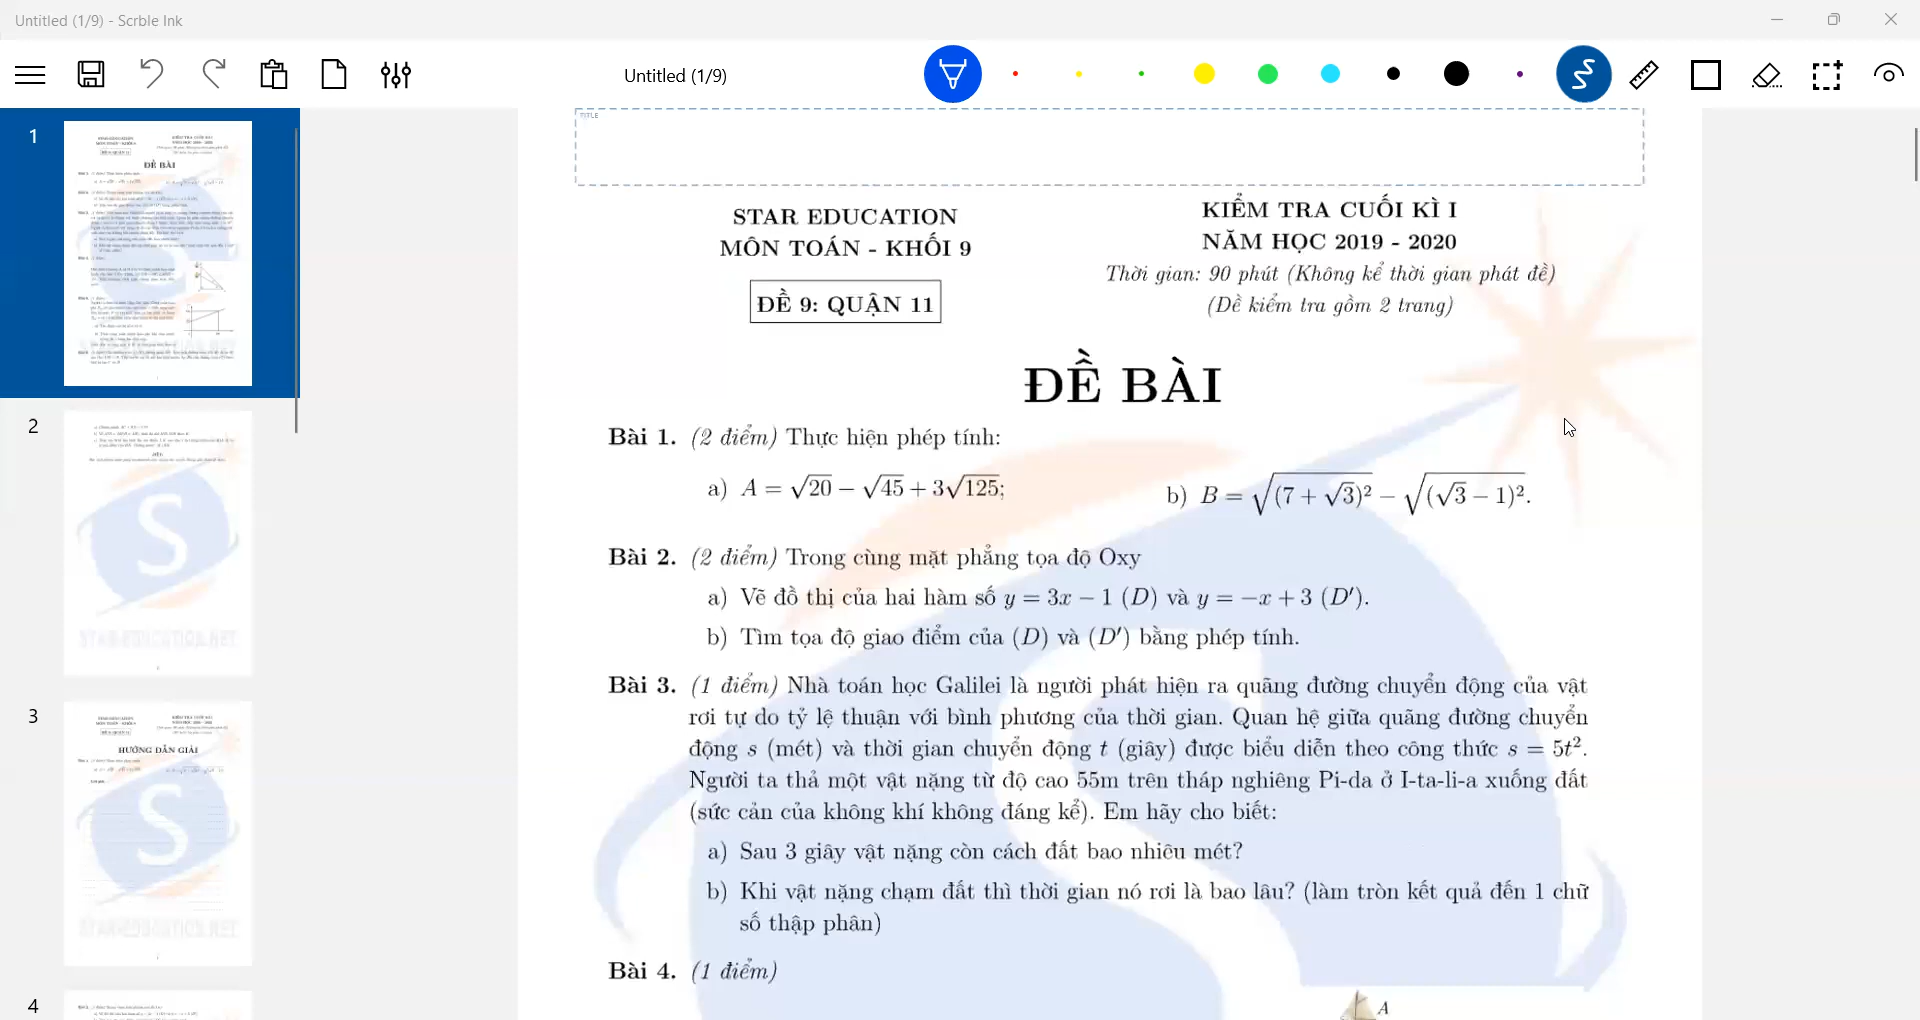 Untitled (1/9) - Scrble Ink
Untitled (1/9)
1
2
3
4
TITLE
STAR EDUCATION
MÔN TOÁN - KHỐI 9
ĐỀ 9: QUẬN 11
KIỂM TRA CUỐI KÌ I
NĂM HỌC 2019 - 2020
Thời gian: 90 phút (Không kể thời gian phát đề)
(Đề kiểm tra gồm 2 trang)
ĐỀ BÀI
Bài 1. (2 điểm) Thực hiện phép tính:
a) A = √20 − √45 + 3√125;
b) B = √((7 + √3)²) − √((√3 − 1)²).
Bài 2. (2 điểm) Trong cùng mặt phẳng tọa độ Oxy
a) Vẽ đồ thị của hai hàm số y = 3x − 1 (D) và y = −x + 3 (D′).
b) Tìm tọa độ giao điểm của (D) và (D′) bằng phép tính.
Bài 3. (1 điểm) Nhà toán học Galilei là người phát hiện ra quãng đường chuyển động của vật
rơi tự do tỷ lệ thuận với bình phương của thời gian. Quan hệ giữa quãng đường chuyển
động s (mét) và thời gian chuyển động t (giây) được biểu diễn theo công thức s = 5t².
Người ta thả một vật nặng từ độ cao 55m trên tháp nghiêng Pi-da ở I-ta-li-a xuống đất
(sức cản của không khí không đáng kể). Em hãy cho biết:
a) Sau 3 giây vật nặng còn cách đất bao nhiêu mét?
b) Khi vật nặng chạm đất thì thời gian nó rơi là bao lâu? (làm tròn kết quả đến 1 chữ
số thập phân)
Bài 4. (1 điểm)
A
ĐỀ BÀI
HƯỚNG DẪN GIẢI
STAR-EDUCATION.NET